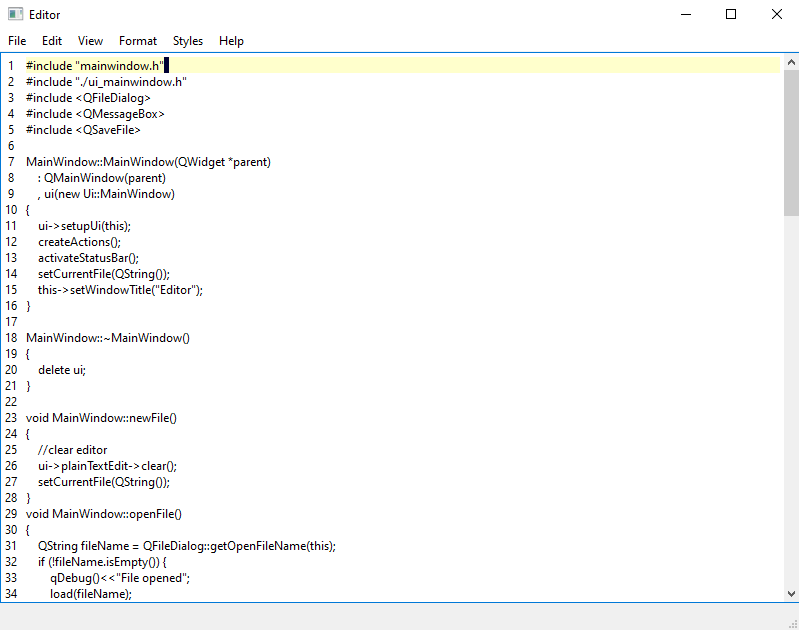 Editor
File Edit View Format Styles Help
1 #include "mainwindow.h"
2 #include "./ui_mainwindow.h"
3 #include <QFileDialog>
4 #include <QMessageBox>
5 #include <QSaveFile>
6
7 MainWindow::MainWindow(QWidget *parent)
8     : QMainWindow(parent)
9     , ui(new Ui::MainWindow)
10 {
11     ui->setupUi(this);
12     createActions();
13     activateStatusBar();
14     setCurrentFile(QString());
15     this->setWindowTitle("Editor");
16 }
17
18 MainWindow::~MainWindow()
19 {
20     delete ui;
21 }
22
23 void MainWindow::newFile()
24 {
25     //clear editor
26     ui->plainTextEdit->clear();
27     setCurrentFile(QString());
28 }
29 void MainWindow::openFile()
30 {
31     QString fileName = QFileDialog::getOpenFileName(this);
32     if (!fileName.isEmpty()) {
33         qDebug()<<"File opened";
34         load(fileName);